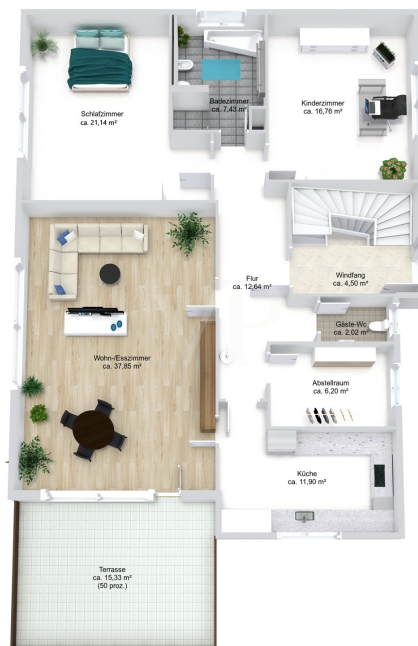 Schlafzimmer
ca. 21,14 m²
Badezimmer
ca. 7,43 m²
Kinderzimmer
ca. 16,76 m²
Flur
ca. 12,64 m²
Windfang
ca. 4,50 m²
Gäste-Wc
ca. 2,02 m²
Wohn-/Esszimmer
ca. 37,85 m²
Abstellraum
ca. 6,20 m²
Küche
ca. 11,90 m²
Terrasse
ca. 15,33 m²
(50 proz.)